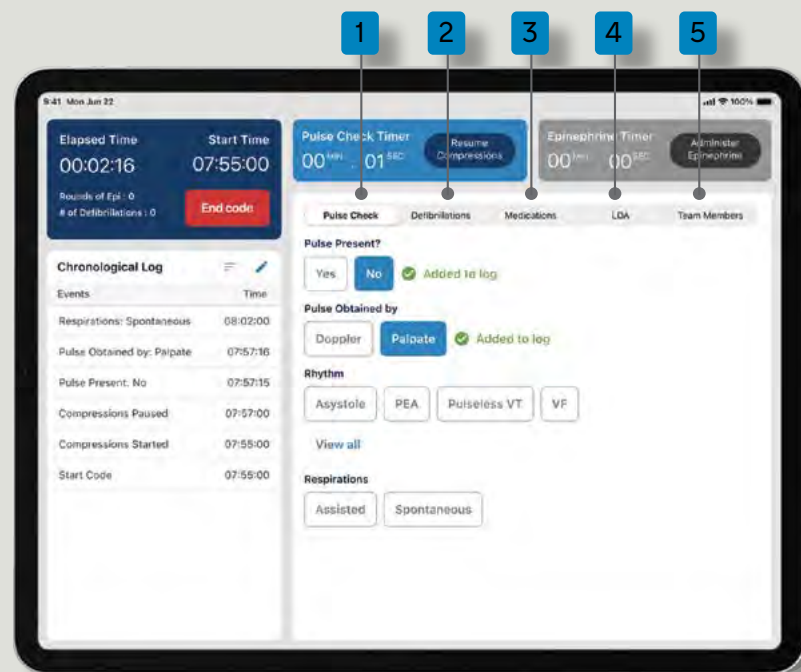 1 2 3 4 5
9:41 Mon Jun 22
100%
Elapsed Time Start Time
00:02:16 07:55:00
Rounds of Epi : 0
# of Defibrillations : 0
End code
Pulse Check Timer
00 MIN : 01 SEC
Resume
Compressions
Epinephrine Timer
00 MIN : 00 SEC
Administer
Epinephrine
Pulse Check Defibrillations Medications LDA Team Members
Chronological Log
Events Time
Respirations: Spontaneous 08:02:00
Pulse Obtained by: Palpate 07:57:16
Pulse Present: No 07:57:15
Compressions Paused 07:57:00
Compressions Started 07:55:00
Start Code 07:55:00
Pulse Present?
Yes No Added to log
Pulse Obtained by
Doppler Palpate Added to log
Rhythm
Asystole PEA Pulseless VT VF
View all
Respirations
Assisted Spontaneous